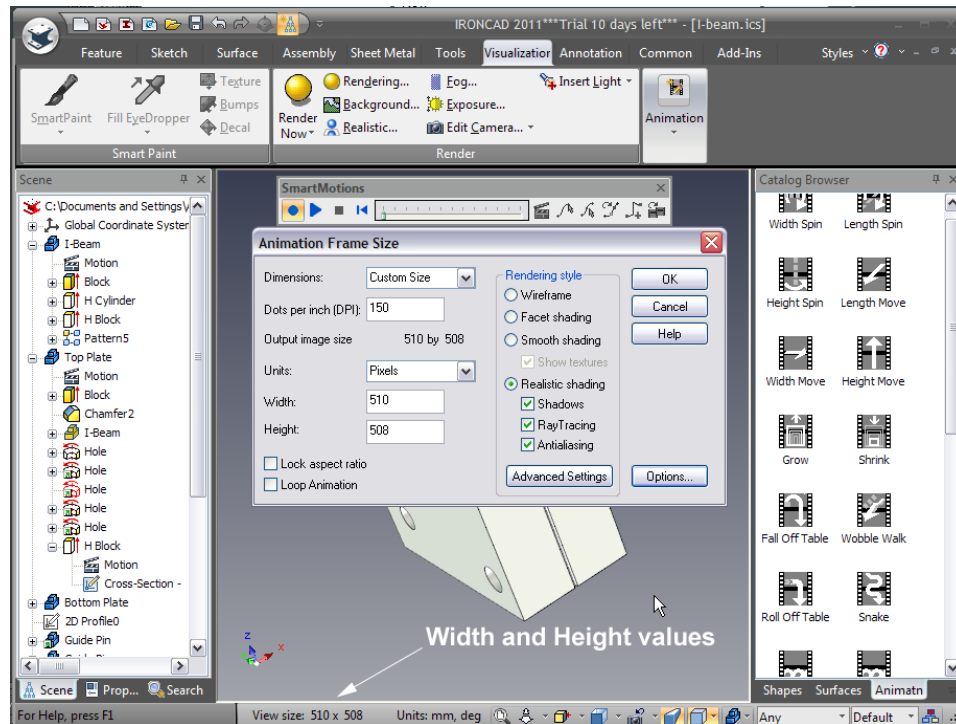 IRONCAD 2011***Trial 10 days left*** - [I-beam.ics]
Feature Sketch Surface Assembly Sheet Metal Tools Visualization Annotation Common Add-Ins Styles
SmartPaint
Fill EyeDropper
Texture
Bumps
Decal
Smart Paint
Render Now
Rendering...
Background...
Realistic...
Fog...
Exposure...
Edit Camera...
Insert Light
Render
Animation
Scene
C:\Documents and Settings\
Global Coordinate System
I-Beam
Motion
Block
H Cylinder
H Block
Pattern5
Top Plate
Motion
Block
Chamfer2
I-Beam
Hole
Hole
Hole
Hole
Hole
H Block
Motion
Cross-Section -
Bottom Plate
2D Profile0
Guide Pin
Scene Prop... Search
SmartMotions
Animation Frame Size
Dimensions: Custom Size
Dots per inch (DPI): 150
Output image size 510 by 508
Units: Pixels
Width: 510
Height: 508
Lock aspect ratio
Loop Animation
Rendering style
Wireframe
Facet shading
Smooth shading
Show textures
Realistic shading
Shadows
RayTracing
Antialiasing
Advanced Settings
OK
Cancel
Help
Options...
z
x
Width and Height values
Catalog Browser
Width Spin Length Spin
Height Spin Length Move
Width Move Height Move
Grow Shrink
Fall Off Table Wobble Walk
Roll Off Table Snake
Shapes Surfaces Animatn
For Help, press F1
View size: 510 x 508
Units: mm, deg
Any
Default